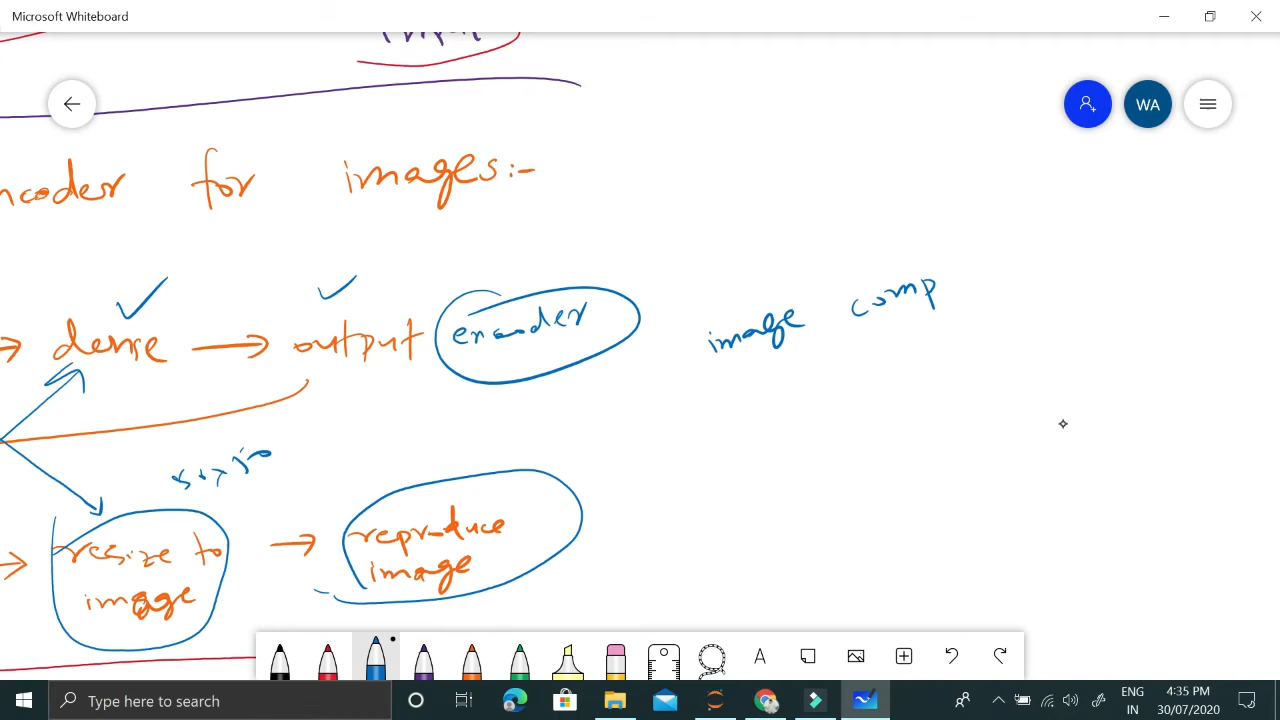 Microsoft Whiteboard
WA
ncoder for images:-
→ dense → output encoder
image comp
→ resize to image → reproduce image
A
Type here to search
ENG
IN
4:35 PM
30/07/2020